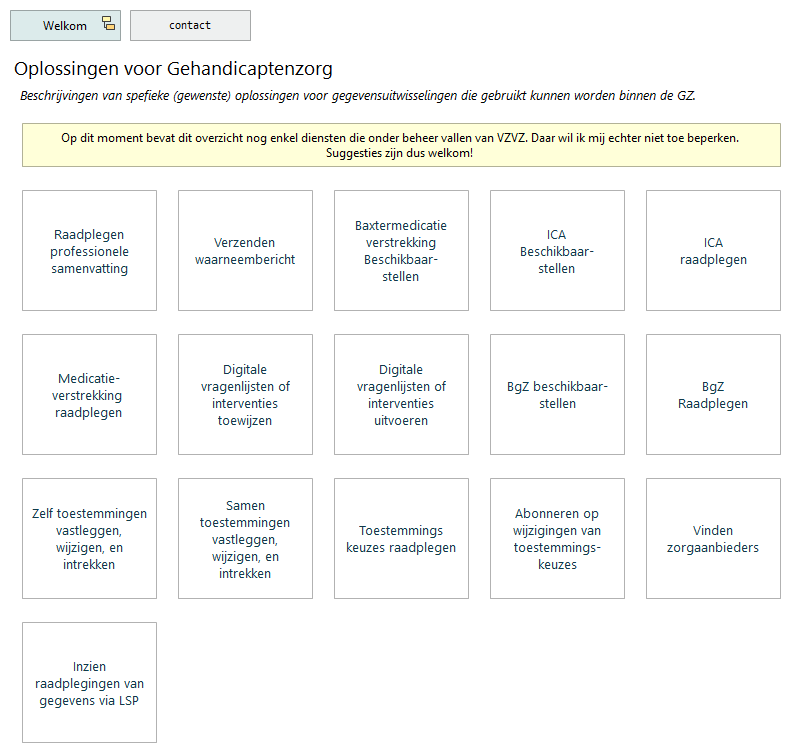 Welkom
contact
Oplossingen voor Gehandicaptenzorg
Beschrijvingen van spefieke (gewenste) oplossingen voor gegevensuitwisselingen die gebruikt kunnen worden binnen de GZ.
Op dit moment bevat dit overzicht nog enkel diensten die onder beheer vallen van VZVZ. Daar wil ik mij echter niet toe beperken.
Suggesties zijn dus welkom!
Raadplegen
professionele
samenvatting
Verzenden
waarneembericht
Baxtermedicatie
verstrekking
Beschikbaar-
stellen
ICA
Beschikbaar-
stellen
ICA
raadplegen
Medicatie-
verstrekking
raadplegen
Digitale
vragenlijsten of
interventies
toewijzen
Digitale
vragenlijsten of
interventies
uitvoeren
BgZ beschikbaar-
stellen
BgZ
Raadplegen
Zelf toestemmingen
vastleggen,
wijzigen, en
intrekken
Samen
toestemmingen
vastleggen,
wijzigen, en
intrekken
Toestemmings
keuzes raadplegen
Abonneren op
wijzigingen van
toestemmings-
keuzes
Vinden
zorgaanbieders
Inzien
raadplegingen van
gegevens via LSP